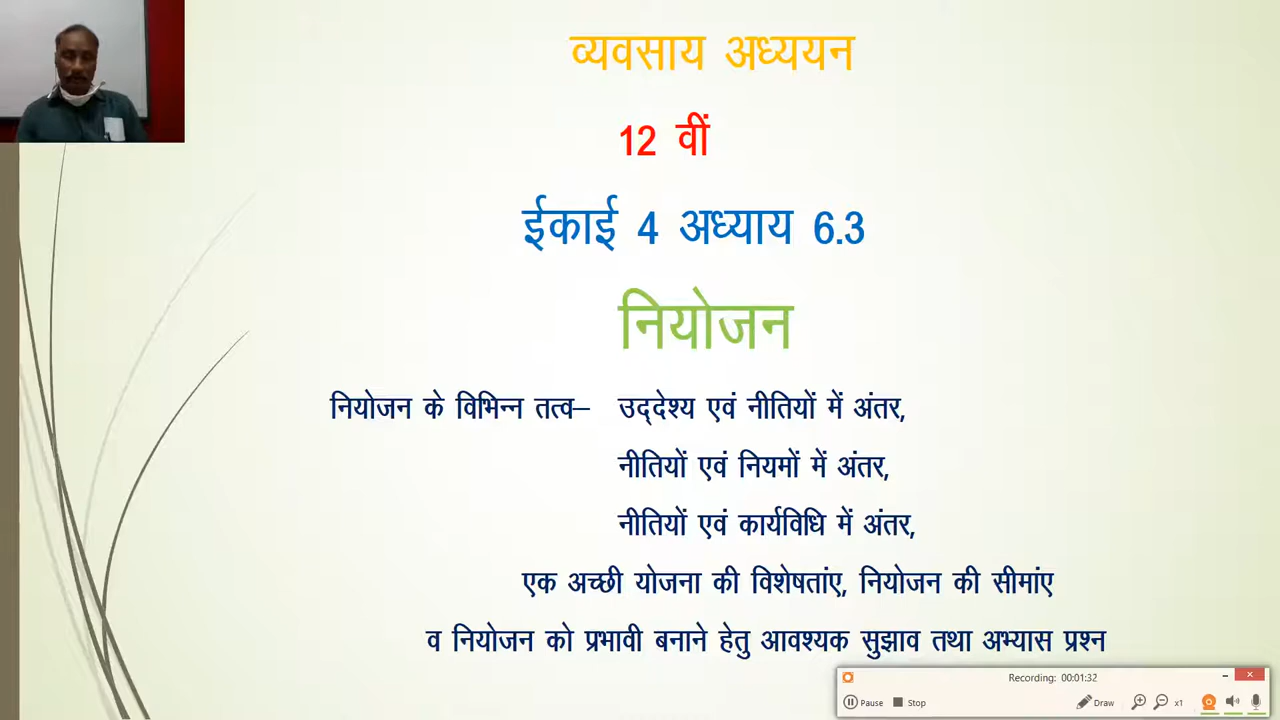 व्यवसाय अध्ययन
12 वीं
ईकाई 4 अध्याय 6.3
नियोजन
नियोजन के विभिन्न तत्व– उद्देश्य एवं नीतियों में अंतर,
नीतियों एवं नियमों में अंतर,
नीतियों एवं कार्यविधि में अंतर,
एक अच्छी योजना की विशेषतांए, नियोजन की सीमांए
व नियोजन को प्रभावी बनाने हेतु आवश्यक सुझाव तथा अभ्यास प्रश्न
Recording: 00:01:32
Pause Stop Draw x1